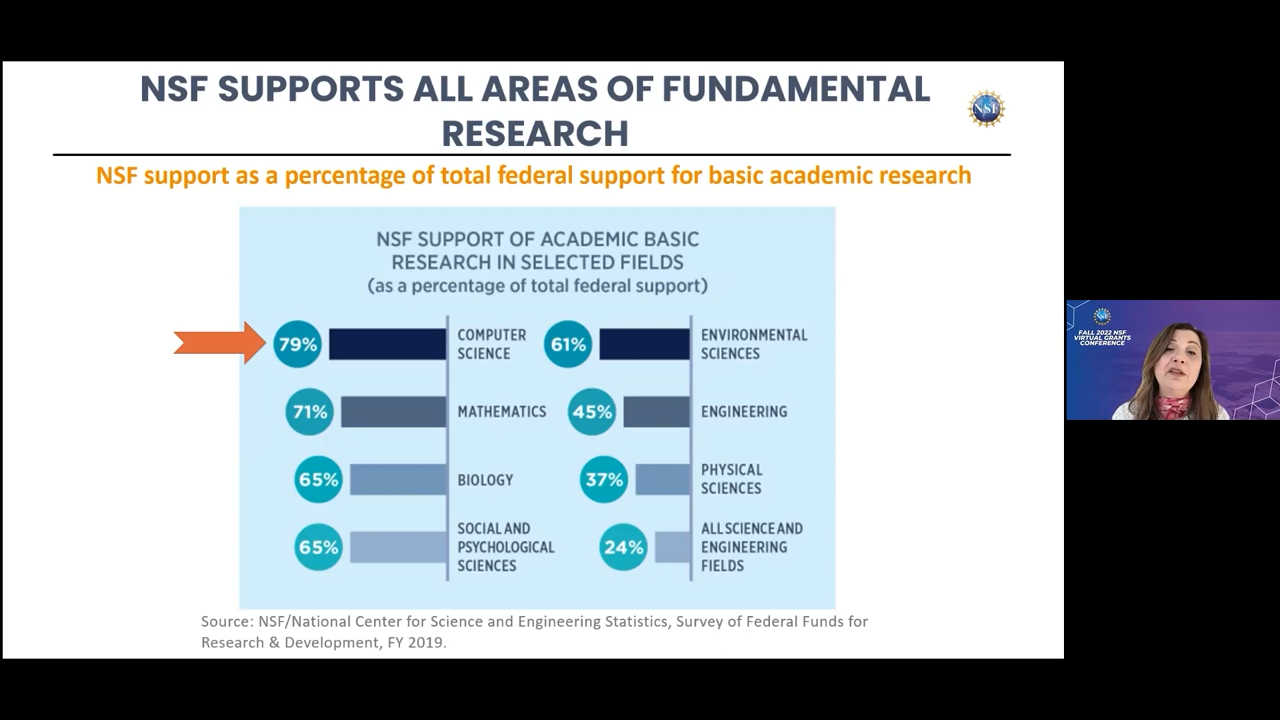 NSF SUPPORTS ALL AREAS OF FUNDAMENTAL
RESEARCH
NSF
NSF support as a percentage of total federal support for basic academic research
NSF SUPPORT OF ACADEMIC BASIC
RESEARCH IN SELECTED FIELDS
(as a percentage of total federal support)
79%
COMPUTER
SCIENCE
71%
MATHEMATICS
65%
BIOLOGY
65%
SOCIAL AND
PSYCHOLOGICAL
SCIENCES
61%
ENVIRONMENTAL
SCIENCES
45%
ENGINEERING
37%
PHYSICAL
SCIENCES
24%
ALL SCIENCE AND
ENGINEERING
FIELDS
Source: NSF/National Center for Science and Engineering Statistics, Survey of Federal Funds for
Research & Development, FY 2019.
FALL 2022 NSF
VIRTUAL GRANTS
CONFERENCE